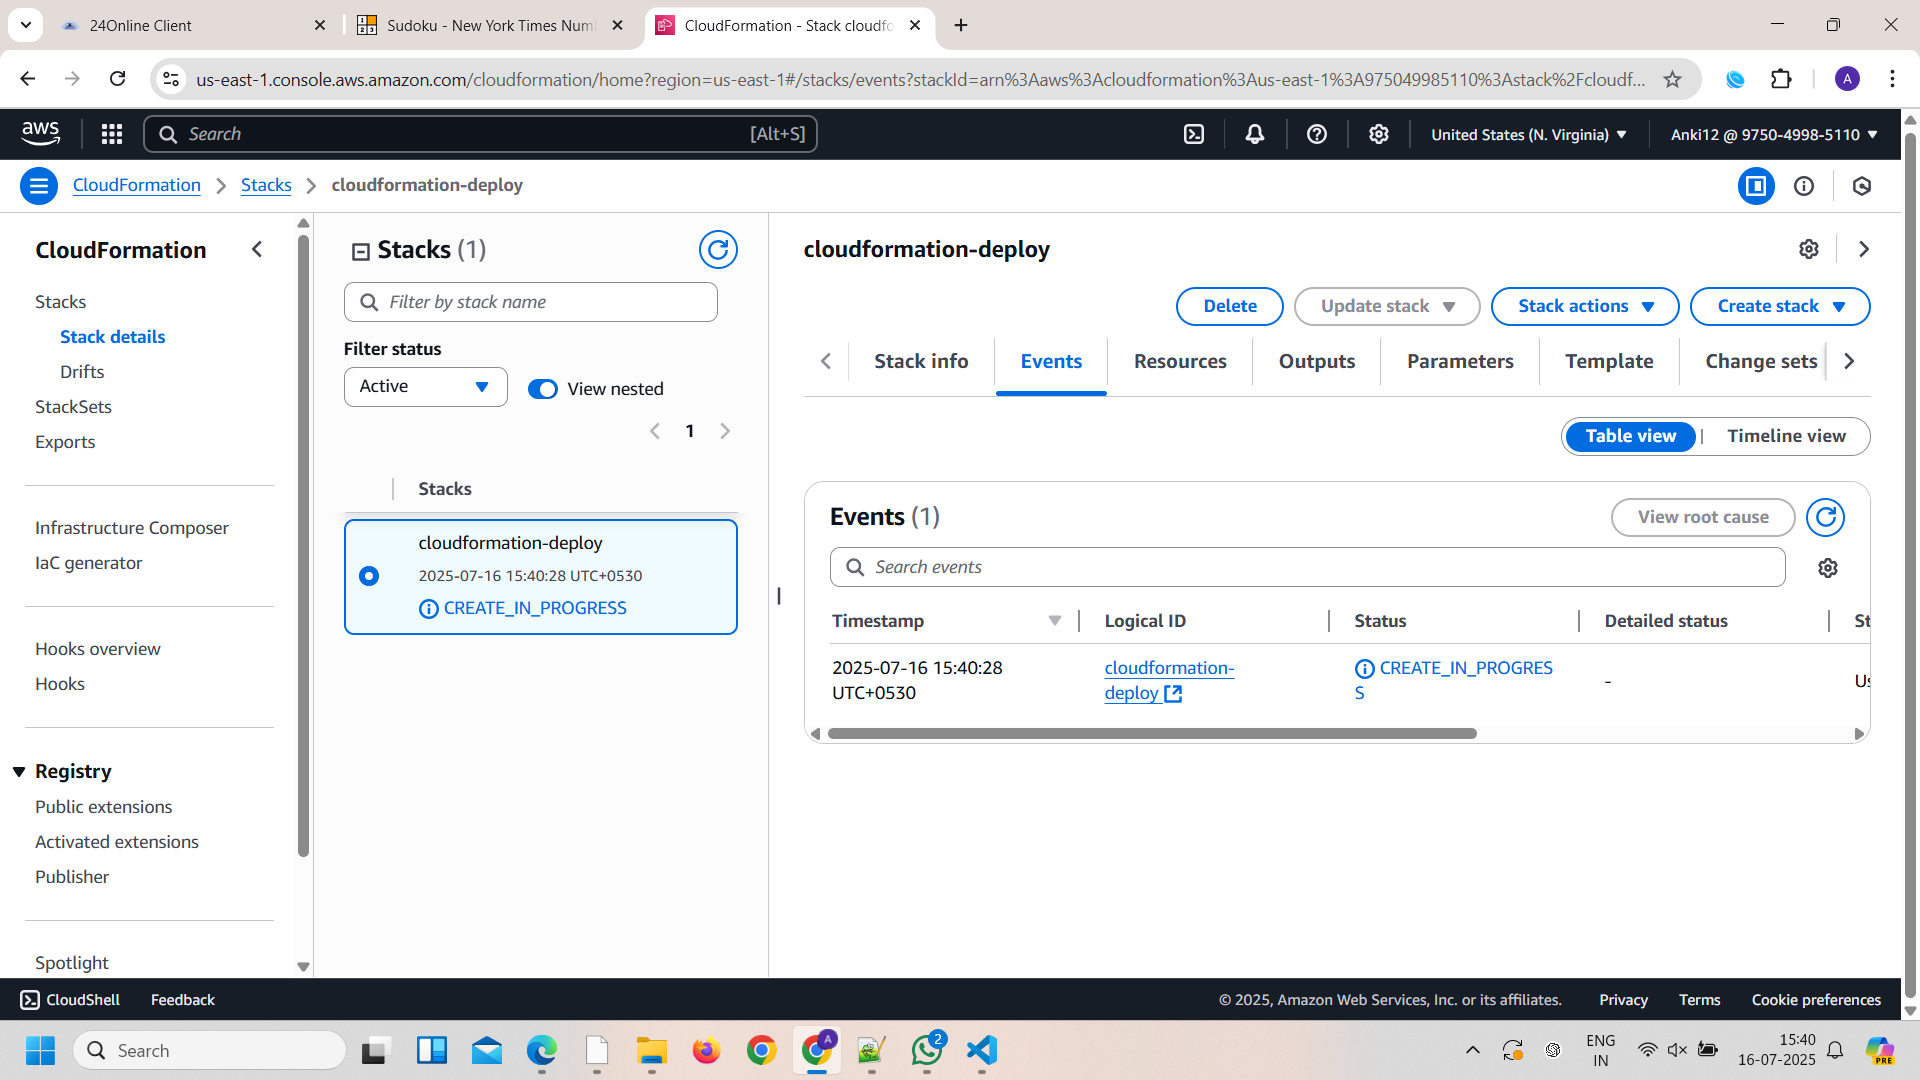 24Online Client
Sudoku - New York Times Num
CloudFormation - Stack cloudfo
us-east-1.console.aws.amazon.com/cloudformation/home?region=us-east-1#/stacks/events?stackId=arn%3Aaws%3Acloudformation%3Aus-east-1%3A975049985110%3Astack%2Fcloudf...
A
aws
Search
[Alt+S]
United States (N. Virginia)
Anki12 @ 9750-4998-5110
CloudFormation
Stacks
cloudformation-deploy
CloudFormation
Stacks
Stack details
Drifts
StackSets
Exports
Infrastructure Composer
IaC generator
Hooks overview
Hooks
Registry
Public extensions
Activated extensions
Publisher
Spotlight
Stacks (1)
Filter by stack name
Filter status
Active
View nested
1
Stacks
cloudformation-deploy
2025-07-16 15:40:28 UTC+0530
CREATE_IN_PROGRESS
cloudformation-deploy
Delete
Update stack
Stack actions
Create stack
Stack info
Events
Resources
Outputs
Parameters
Template
Change sets
Table view
Timeline view
Events (1)
View root cause
Search events
Timestamp
Logical ID
Status
Detailed status
St
2025-07-16 15:40:28
UTC+0530
cloudformation-
deploy
CREATE_IN_PROGRES
S
-
Us
CloudShell
Feedback
© 2025, Amazon Web Services, Inc. or its affiliates.
Privacy
Terms
Cookie preferences
Search
A
2
ENG
IN
15:40
16-07-2025
PRE